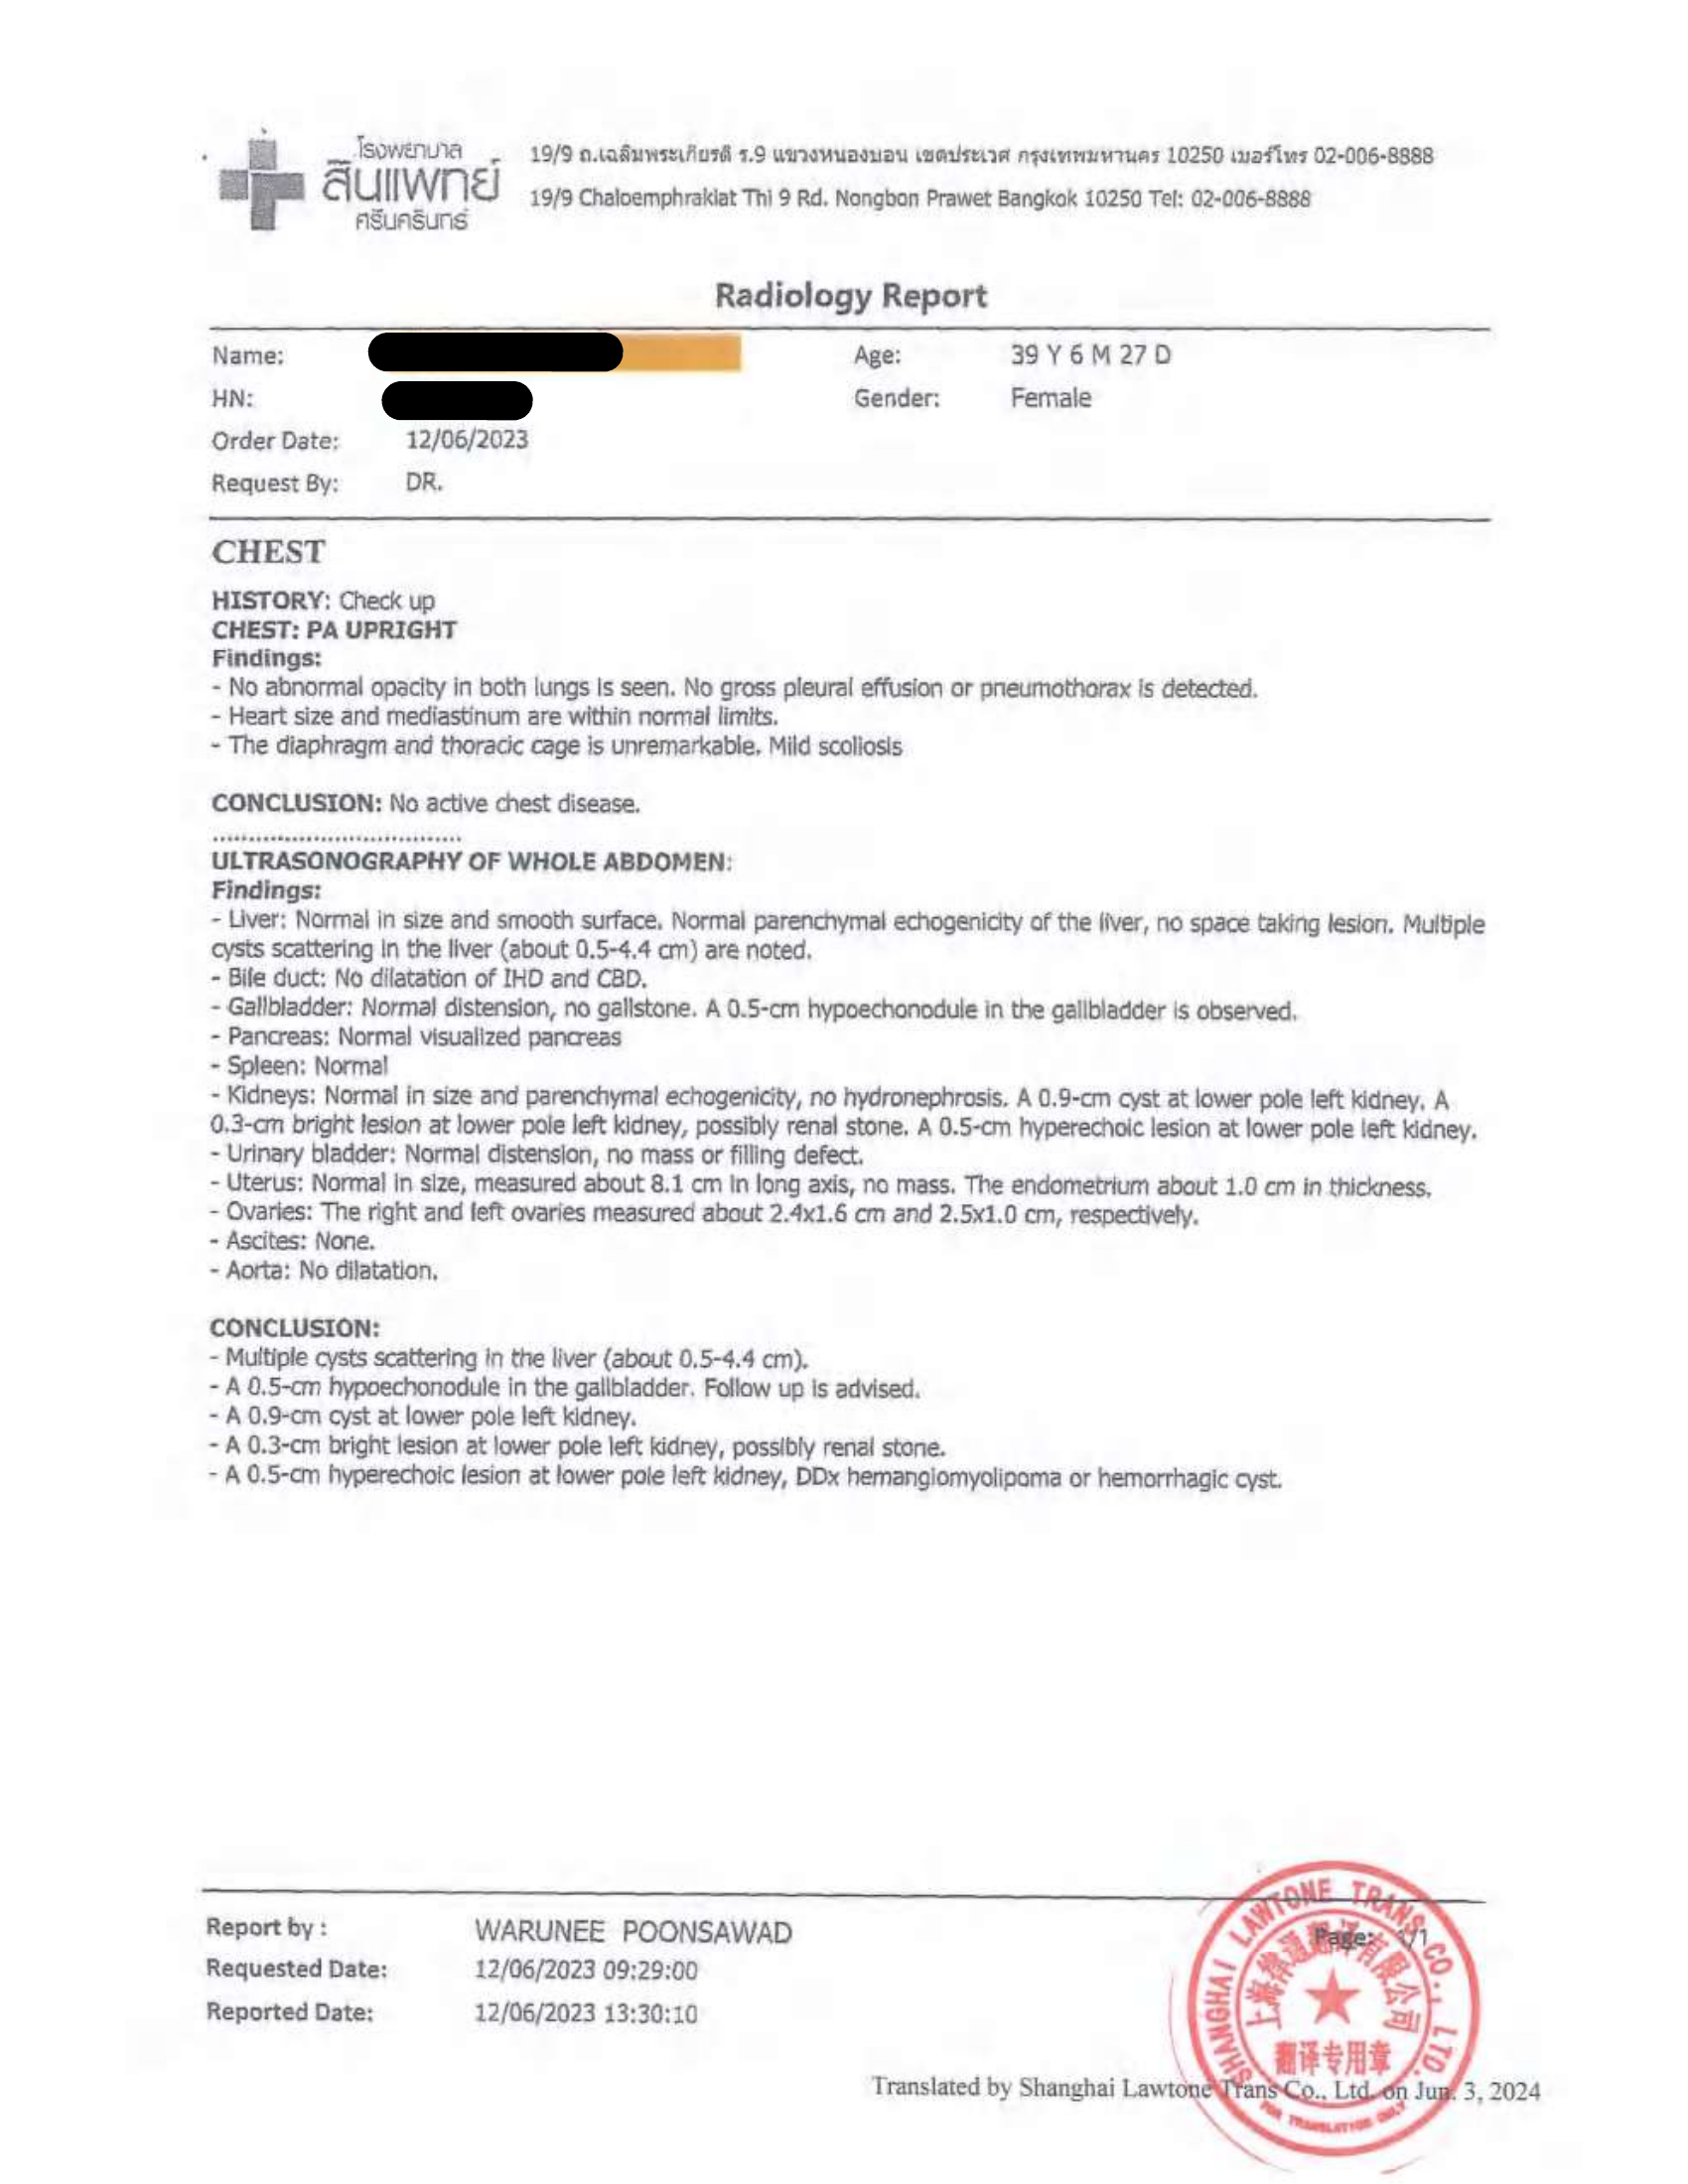 โรงพยาบาล
สินแพทย์
ศรีนครินทร์
19/9 ถ.เฉลิมพระเกียรติ ร.9 แขวงหนองบอน เขตประเวศ กรุงเทพมหานคร 10250 เบอร์โทร 02-006-8888
19/9 Chaloemphrakiat Thi 9 Rd. Nongbon Prawet Bangkok 10250 Tel: 02-006-8888
Radiology Report
Name:
Age: 39 Y 6 M 27 D
HN:
Gender: Female
Order Date: 12/06/2023
Request By: DR.
CHEST
HISTORY: Check up
CHEST: PA UPRIGHT
Findings:
- No abnormal opacity in both lungs is seen. No gross pleural effusion or pneumothorax is detected.
- Heart size and mediastinum are within normal limits.
- The diaphragm and thoracic cage is unremarkable. Mild scoliosis
CONCLUSION: No active chest disease.
..................................
ULTRASONOGRAPHY OF WHOLE ABDOMEN:
Findings:
- Liver: Normal in size and smooth surface. Normal parenchymal echogenicity of the liver, no space taking lesion. Multiple
cysts scattering in the liver (about 0.5-4.4 cm) are noted.
- Bile duct: No dilatation of IHD and CBD.
- Gallbladder: Normal distension, no gallstone. A 0.5-cm hypoechonodule in the gallbladder is observed.
- Pancreas: Normal visualized pancreas
- Spleen: Normal
- Kidneys: Normal in size and parenchymal echogenicity, no hydronephrosis. A 0.9-cm cyst at lower pole left kidney. A
0.3-cm bright lesion at lower pole left kidney, possibly renal stone. A 0.5-cm hyperechoic lesion at lower pole left kidney.
- Urinary bladder: Normal distension, no mass or filling defect.
- Uterus: Normal in size, measured about 8.1 cm in long axis, no mass. The endometrium about 1.0 cm in thickness.
- Ovaries: The right and left ovaries measured about 2.4x1.6 cm and 2.5x1.0 cm, respectively.
- Ascites: None.
- Aorta: No dilatation.
CONCLUSION:
- Multiple cysts scattering in the liver (about 0.5-4.4 cm).
- A 0.5-cm hypoechonodule in the gallbladder. Follow up is advised.
- A 0.9-cm cyst at lower pole left kidney.
- A 0.3-cm bright lesion at lower pole left kidney, possibly renal stone.
- A 0.5-cm hyperechoic lesion at lower pole left kidney, DDx hemangiomyolipoma or hemorrhagic cyst.
Report by : WARUNEE POONSAWAD
Page: 1/1
Requested Date: 12/06/2023 09:29:00
Reported Date: 12/06/2023 13:30:10
SHANGHAI LAWTONE TRANS CO., LTD.
翻译专用章
FOR TRANSLATION ONLY
Translated by Shanghai Lawtone Trans Co., Ltd. on Jun. 3, 2024